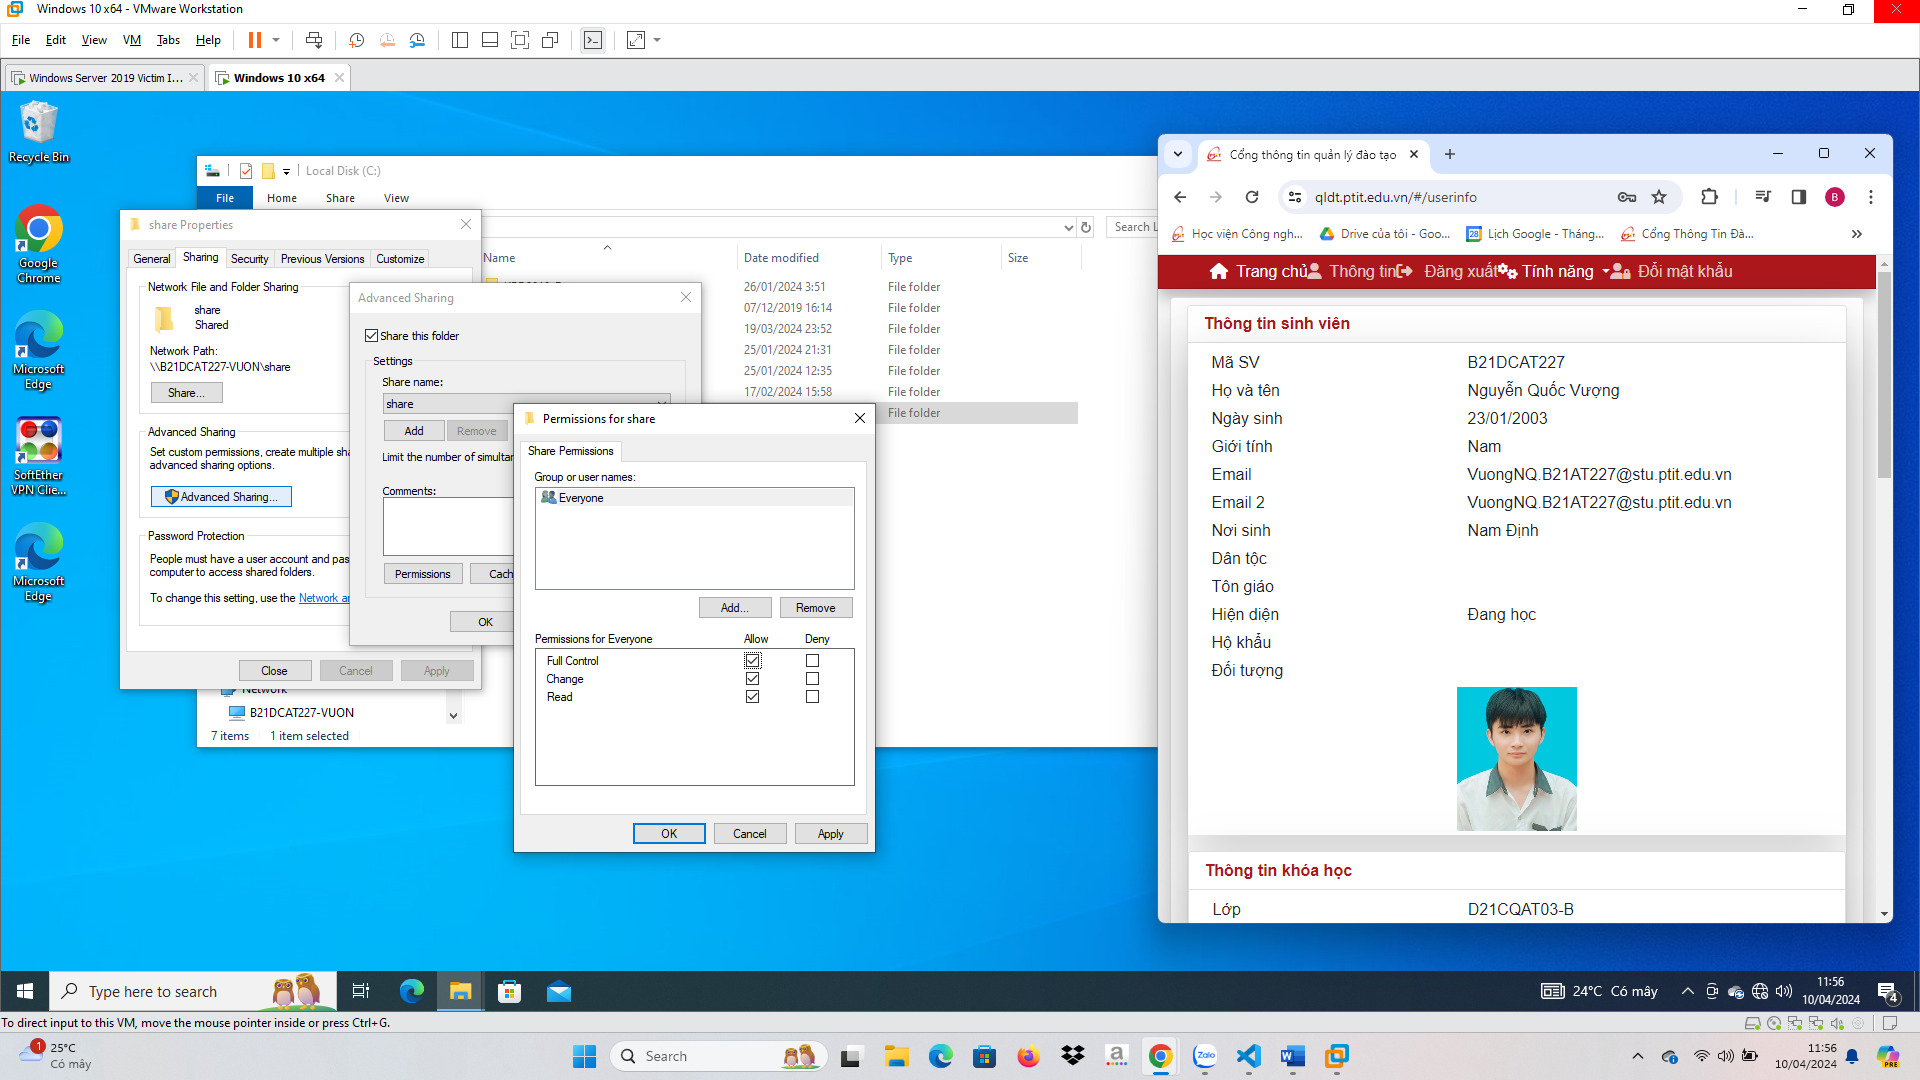 Windows 10 x64 - VMware Workstation
File Edit View VM Tabs Help
Windows Server 2019 Victim I...
Windows 10 x64
Recycle Bin
Google Chrome
Microsoft Edge
SoftEther VPN Clie...
Microsoft Edge
Local Disk (C:)
File Home Share View
Search L
Name Date modified Type Size
26/01/2024 3:51 File folder
07/12/2019 16:14 File folder
19/03/2024 23:52 File folder
25/01/2024 21:31 File folder
25/01/2024 12:35 File folder
17/02/2024 15:58 File folder
File folder
Network
B21DCAT227-VUON
7 items 1 item selected
share Properties
General Sharing Security Previous Versions Customize
Network File and Folder Sharing
share
Shared
Network Path:
\\B21DCAT227-VUON\share
Share...
Advanced Sharing
Set custom permissions, create multiple sha
advanced sharing options.
Advanced Sharing...
Password Protection
People must have a user account and pas
computer to access shared folders.
To change this setting, use the Network an
Close Cancel Apply
Advanced Sharing
Share this folder
Settings
Share name:
share
Add Remove
Limit the number of simultan
Comments:
Permissions Cach
OK
Permissions for share
Share Permissions
Group or user names:
Everyone
Add... Remove
Permissions for Everyone Allow Deny
Full Control
Change
Read
OK Cancel Apply
Cổng thông tin quản lý đào tạo
qldt.ptit.edu.vn/#/userinfo
B
Học viện Công ngh... Drive của tôi - Goo... 28 Lịch Google - Tháng... Cổng Thông Tin Đà...
Trang chủ Thông tin Đăng xuất Tính năng Đổi mật khẩu
Thông tin sinh viên
Mã SV B21DCAT227
Họ và tên Nguyễn Quốc Vượng
Ngày sinh 23/01/2003
Giới tính Nam
Email VuongNQ.B21AT227@stu.ptit.edu.vn
Email 2 VuongNQ.B21AT227@stu.ptit.edu.vn
Nơi sinh Nam Định
Dân tộc
Tôn giáo
Hiện diện Đang học
Hộ khẩu
Đối tượng
Thông tin khóa học
Lớp D21CQAT03-B
Type here to search
24°C Có mây
11:56
10/04/2024
4
To direct input to this VM, move the mouse pointer inside or press Ctrl+G.
1
25°C
Có mây
Search
Zalo
11:56
10/04/2024
PRE